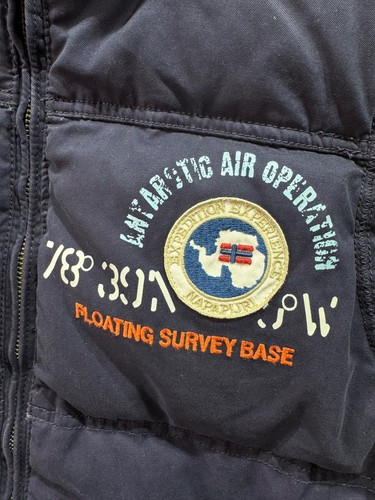 ANTARCTIC AIR OPERATION
EXPEDITION EXPERIENCE
NAPAPIJRI
FLOATING SURVEY BASE